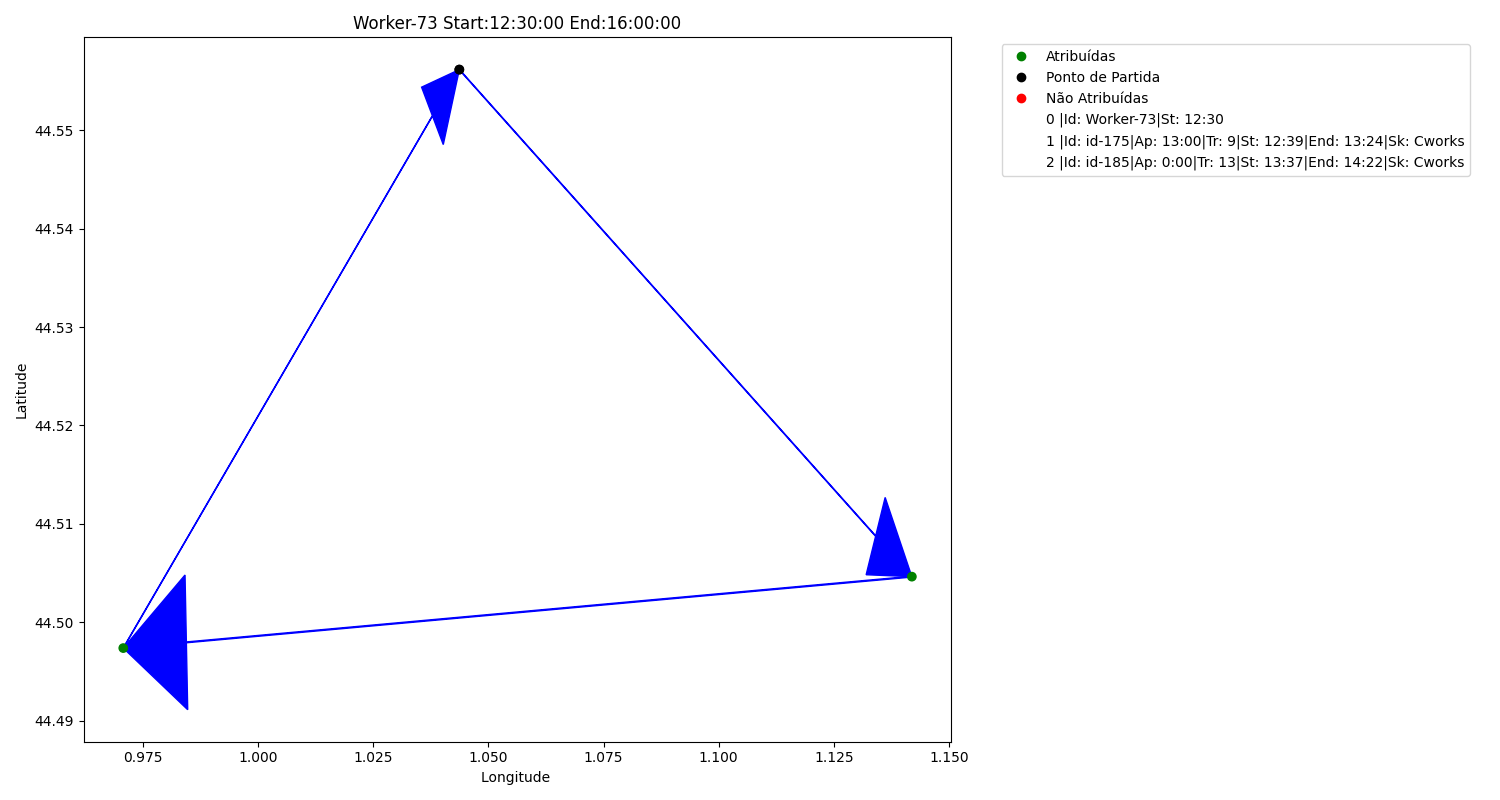 Worker-73 Start:12:30:00 End:16:00:00
Atribuídas
Ponto de Partida
Não Atribuídas
0 |Id: Worker-73|St: 12:30
1 |Id: id-175|Ap: 13:00|Tr: 9|St: 12:39|End: 13:24|Sk: Cworks
2 |Id: id-185|Ap: 0:00|Tr: 13|St: 13:37|End: 14:22|Sk: Cworks
Latitude
44.55
44.54
44.53
44.52
44.51
44.50
44.49
0.975 1.000 1.025 1.050 1.075 1.100 1.125 1.150
Longitude